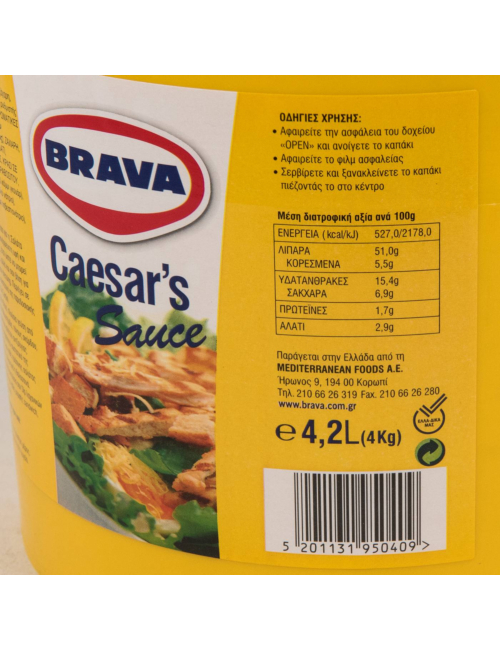 BRAVA
Caesar's
Sauce
ΟΔΗΓΙΕΣ ΧΡΗΣΗΣ:
• Αφαιρείτε την ασφάλεια του δοχείου
«OPEN» και ανοίγετε το καπάκι
• Αφαιρείτε το φιλμ ασφαλείας
• Σερβίρετε και ξανακλείνετε το καπάκι
πιέζοντάς το στο κέντρο
Μέση διατροφική αξία ανά 100g
ΕΝΕΡΓΕΙΑ (kcal/kJ) 527,0/2178,0
ΛΙΠΑΡΑ 51,0g
ΚΟΡΕΣΜΕΝΑ 5,5g
ΥΔΑΤΑΝΘΡΑΚΕΣ 15,4g
ΣΑΚΧΑΡΑ 6,9g
ΠΡΩΤΕΪΝΕΣ 1,7g
ΑΛΑΤΙ 2,9g
Παράγεται στην Ελλάδα από τη
MEDITERRANEAN FOODS A.E.
Ήρωνος 9, 194 00 Κορωπί
Τηλ. 210 66 26 319 Fax. 210 66 26 280
www.brava.com.gr
ΕΛΛΑ-ΔΙΚΑ
ΜΑΣ
e 4,2L (4Kg)
5 201131 950409 >